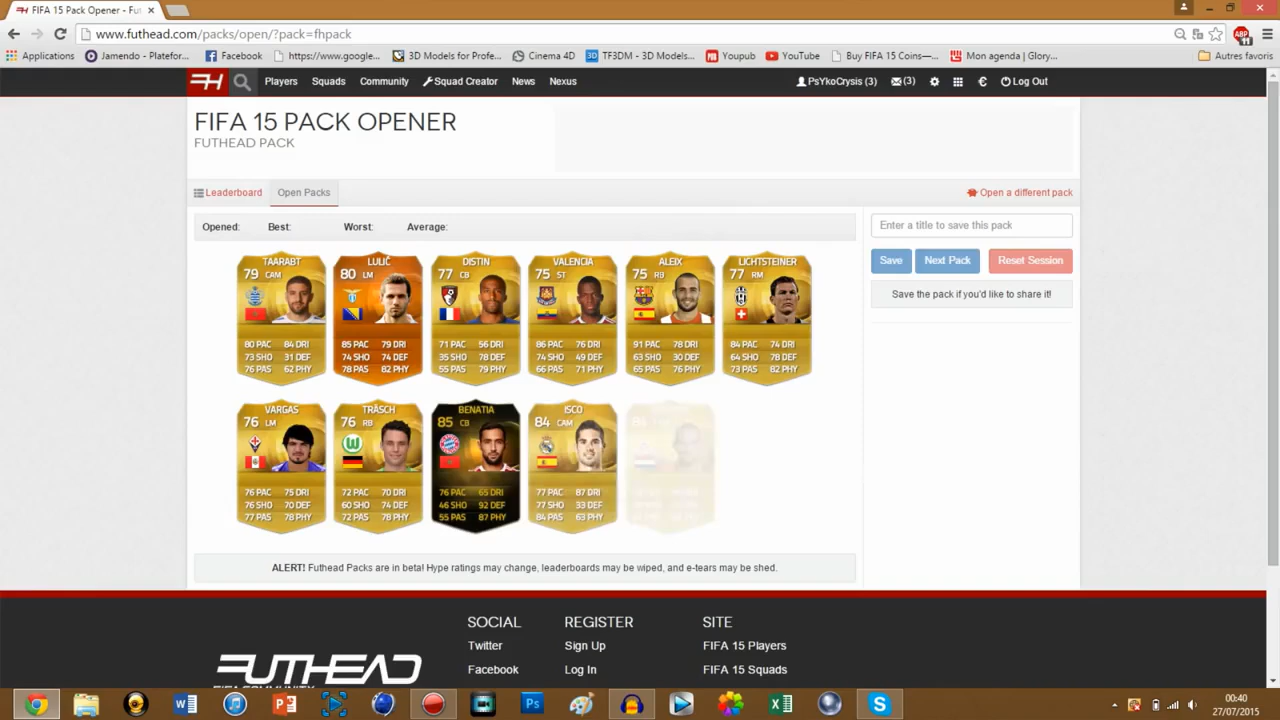 FIFA 15 Pack Opener - Fut
www.futhead.com/packs/open/?pack=fhpack
Applications Jamendo - Platefor... Facebook https://www.google... 3D Models for Profe... Cinema 4D TF3DM - 3D Models... Youpub YouTube Buy FIFA 15 Coins—... Mon agenda | Glory... Autres favoris
FH Players Squads Community Squad Creator News Nexus PsYkoCrysis (3) (3) € Log Out
FIFA 15 PACK OPENER
FUTHEAD PACK
Leaderboard Open Packs Open a different pack
Opened: Best: Worst: Average:
Enter a title to save this pack
Save Next Pack Reset Session
Save the pack if you'd like to share it!
TAARABT LULIĆ DISTIN VALENCIA ALEIX LICHTSTEINER
79 CAM 80 LM 77 CB 75 ST 75 RB 77 RM
80 PAC 84 DRI 85 PAC 79 DRI 71 PAC 56 DRI 86 PAC 76 DRI 91 PAC 78 DRI 84 PAC 74 DRI
73 SHO 31 DEF 74 SHO 74 DEF 35 SHO 78 DEF 74 SHO 49 DEF 63 SHO 30 DEF 64 SHO 78 DEF
76 PAS 62 PHY 78 PAS 82 PHY 55 PAS 79 PHY 66 PAS 71 PHY 65 PAS 76 PHY 73 PAS 82 PHY
VARGAS TRÄSCH BENATIA ISCO
76 LM 76 RB 85 CB 84 CAM
76 PAC 75 DRI 72 PAC 70 DRI 76 PAC 65 DRI 77 PAC 87 DRI
76 SHO 70 DEF 60 SHO 74 DEF 46 SHO 92 DEF 77 SHO 33 DEF
77 PAS 78 PHY 72 PAS 78 PHY 55 PAS 87 PHY 84 PAS 63 PHY
ALERT! Futhead Packs are in beta! Hype ratings may change, leaderboards may be wiped, and e-tears may be shed.
SOCIAL REGISTER SITE
Twitter Sign Up FIFA 15 Players
FUTHEAD Facebook Log In FIFA 15 Squads
FIFA COMMUNITY
00:40
27/07/2015